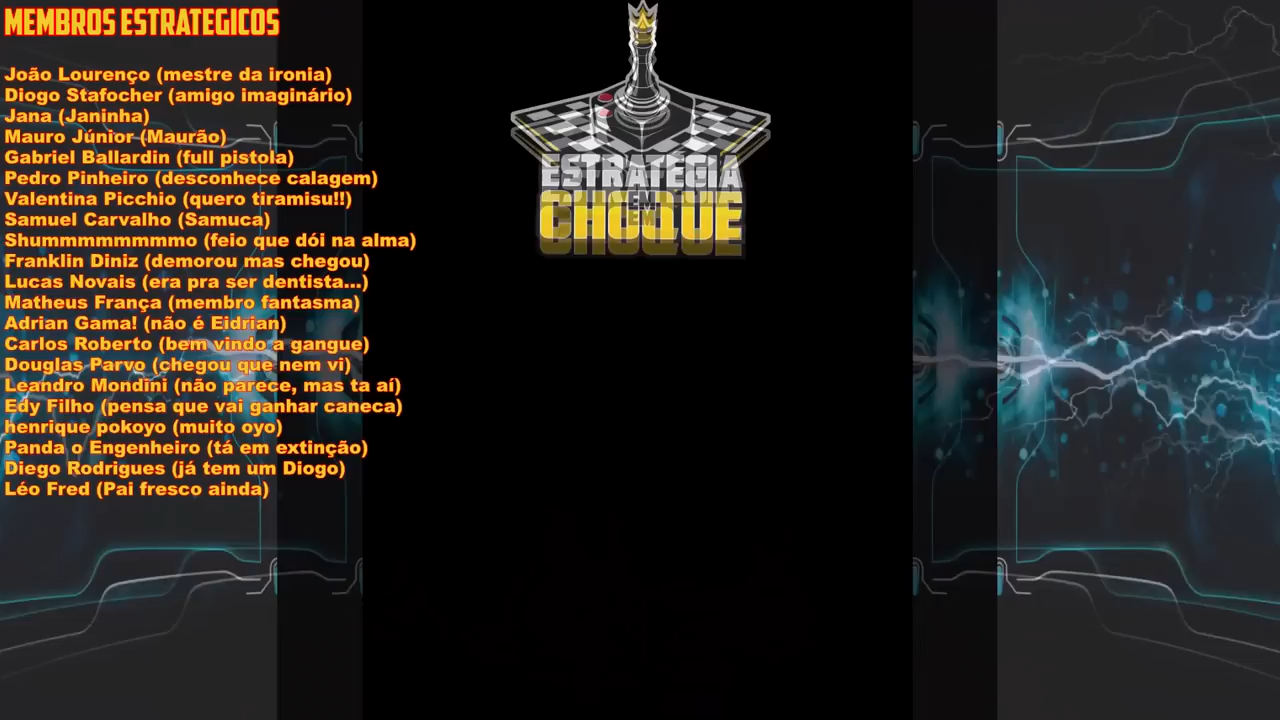 MEMBROS ESTRATEGICOS
João Lourenço (mestre da ironia)
Diogo Stafocher (amigo imaginário)
Jana (Janinha)
Mauro Júnior (Maurão)
Gabriel Ballardin (full pistola)
Pedro Pinheiro (desconhece calagem)
Valentina Picchio (quero tiramisu!!)
Samuel Carvalho (Samuca)
Shummmmmmmmo (feio que dói na alma)
Franklin Diniz (demorou mas chegou)
Lucas Novais (era pra ser dentista...)
Matheus França (membro fantasma)
Adrian Gama! (não é Eidrian)
Carlos Roberto (bem vindo a gangue)
Douglas Parvo (chegou que nem vi)
Leandro Mondini (não parece, mas ta aí)
Edy Filho (pensa que vai ganhar caneca)
henrique pokoyo (muito oyo)
Panda o Engenheiro (tá em extinção)
Diego Rodrigues (já tem um Diogo)
Léo Fred (Pai fresco ainda)
ESTRATÉGIA
EM
CHOQUE